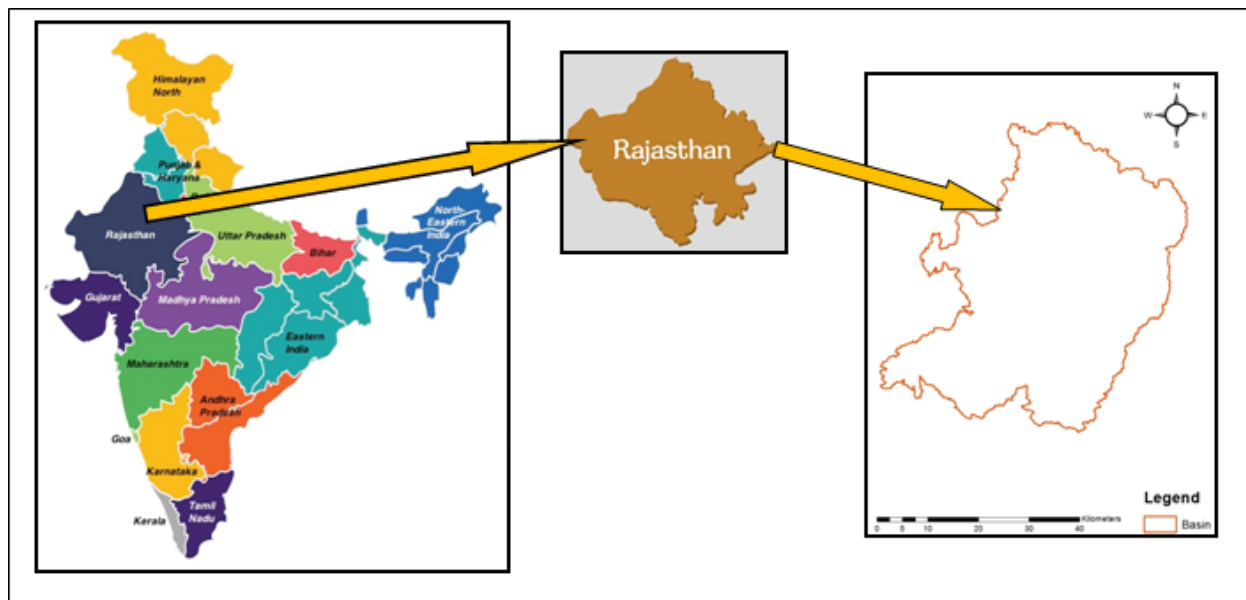 Himalayan
North
Punjab &
Haryana
Rajasthan
Uttar Pradesh
Bihar
North-
Eastern
India
Gujarat
Madhya Pradesh
Eastern
India
Maharashtra
Andhra
Pradesh
Goa
Karnataka
Kerala
Tamil
Nadu
Rajasthan
N
W E
S
Legend
Basin
Kilometers
0 5 10 20 30 40